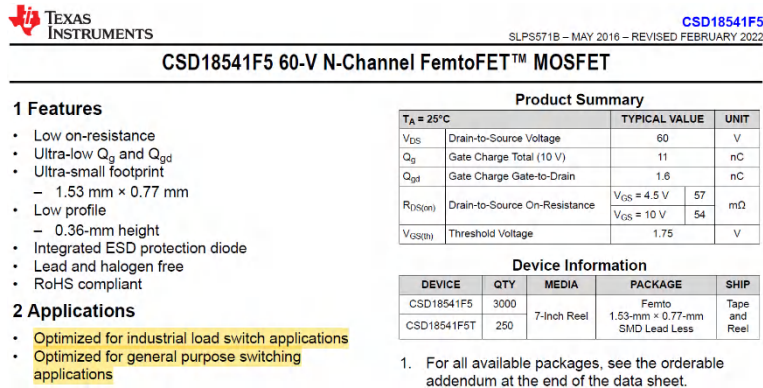 TEXAS
INSTRUMENTS
CSD18541F5
SLPS571B – MAY 2016 – REVISED FEBRUARY 2022
CSD18541F5 60-V N-Channel FemtoFET™ MOSFET
1 Features
• Low on-resistance
• Ultra-low Qg and Qgd
• Ultra-small footprint
– 1.53 mm × 0.77 mm
• Low profile
– 0.36-mm height
• Integrated ESD protection diode
• Lead and halogen free
• RoHS compliant
2 Applications
• Optimized for industrial load switch applications
• Optimized for general purpose switching
applications
Product Summary
TA = 25°C TYPICAL VALUE UNIT
VDS Drain-to-Source Voltage 60 V
Qg Gate Charge Total (10 V) 11 nC
Qgd Gate Charge Gate-to-Drain 1.6 nC
RDS(on) Drain-to-Source On-Resistance VGS = 4.5 V 57 mΩ
VGS = 10 V 54
VGS(th) Threshold Voltage 1.75 V
Device Information
DEVICE QTY MEDIA PACKAGE SHIP
CSD18541F5 3000 7-Inch Reel Femto Tape
1.53-mm × 0.77-mm and
CSD18541F5T 250 SMD Lead Less Reel
1. For all available packages, see the orderable
addendum at the end of the data sheet.